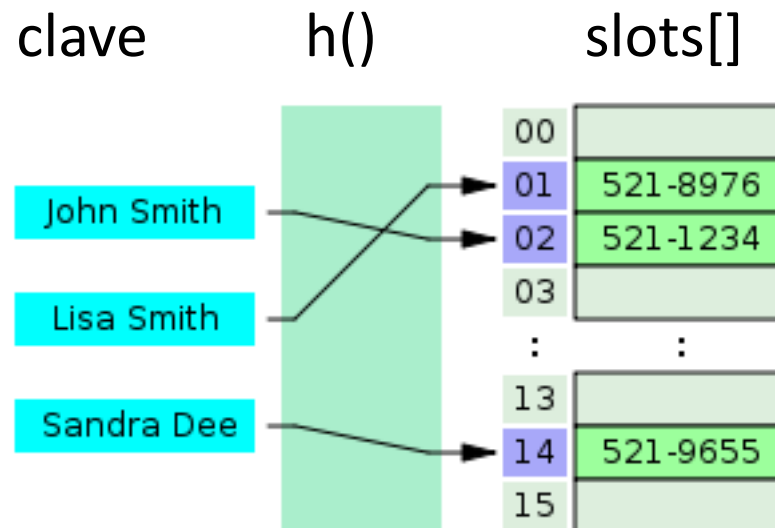 clave h() slots[]
00
01 521-8976
John Smith
02 521-1234
03
Lisa Smith
: :
13
Sandra Dee
14 521-9655
15